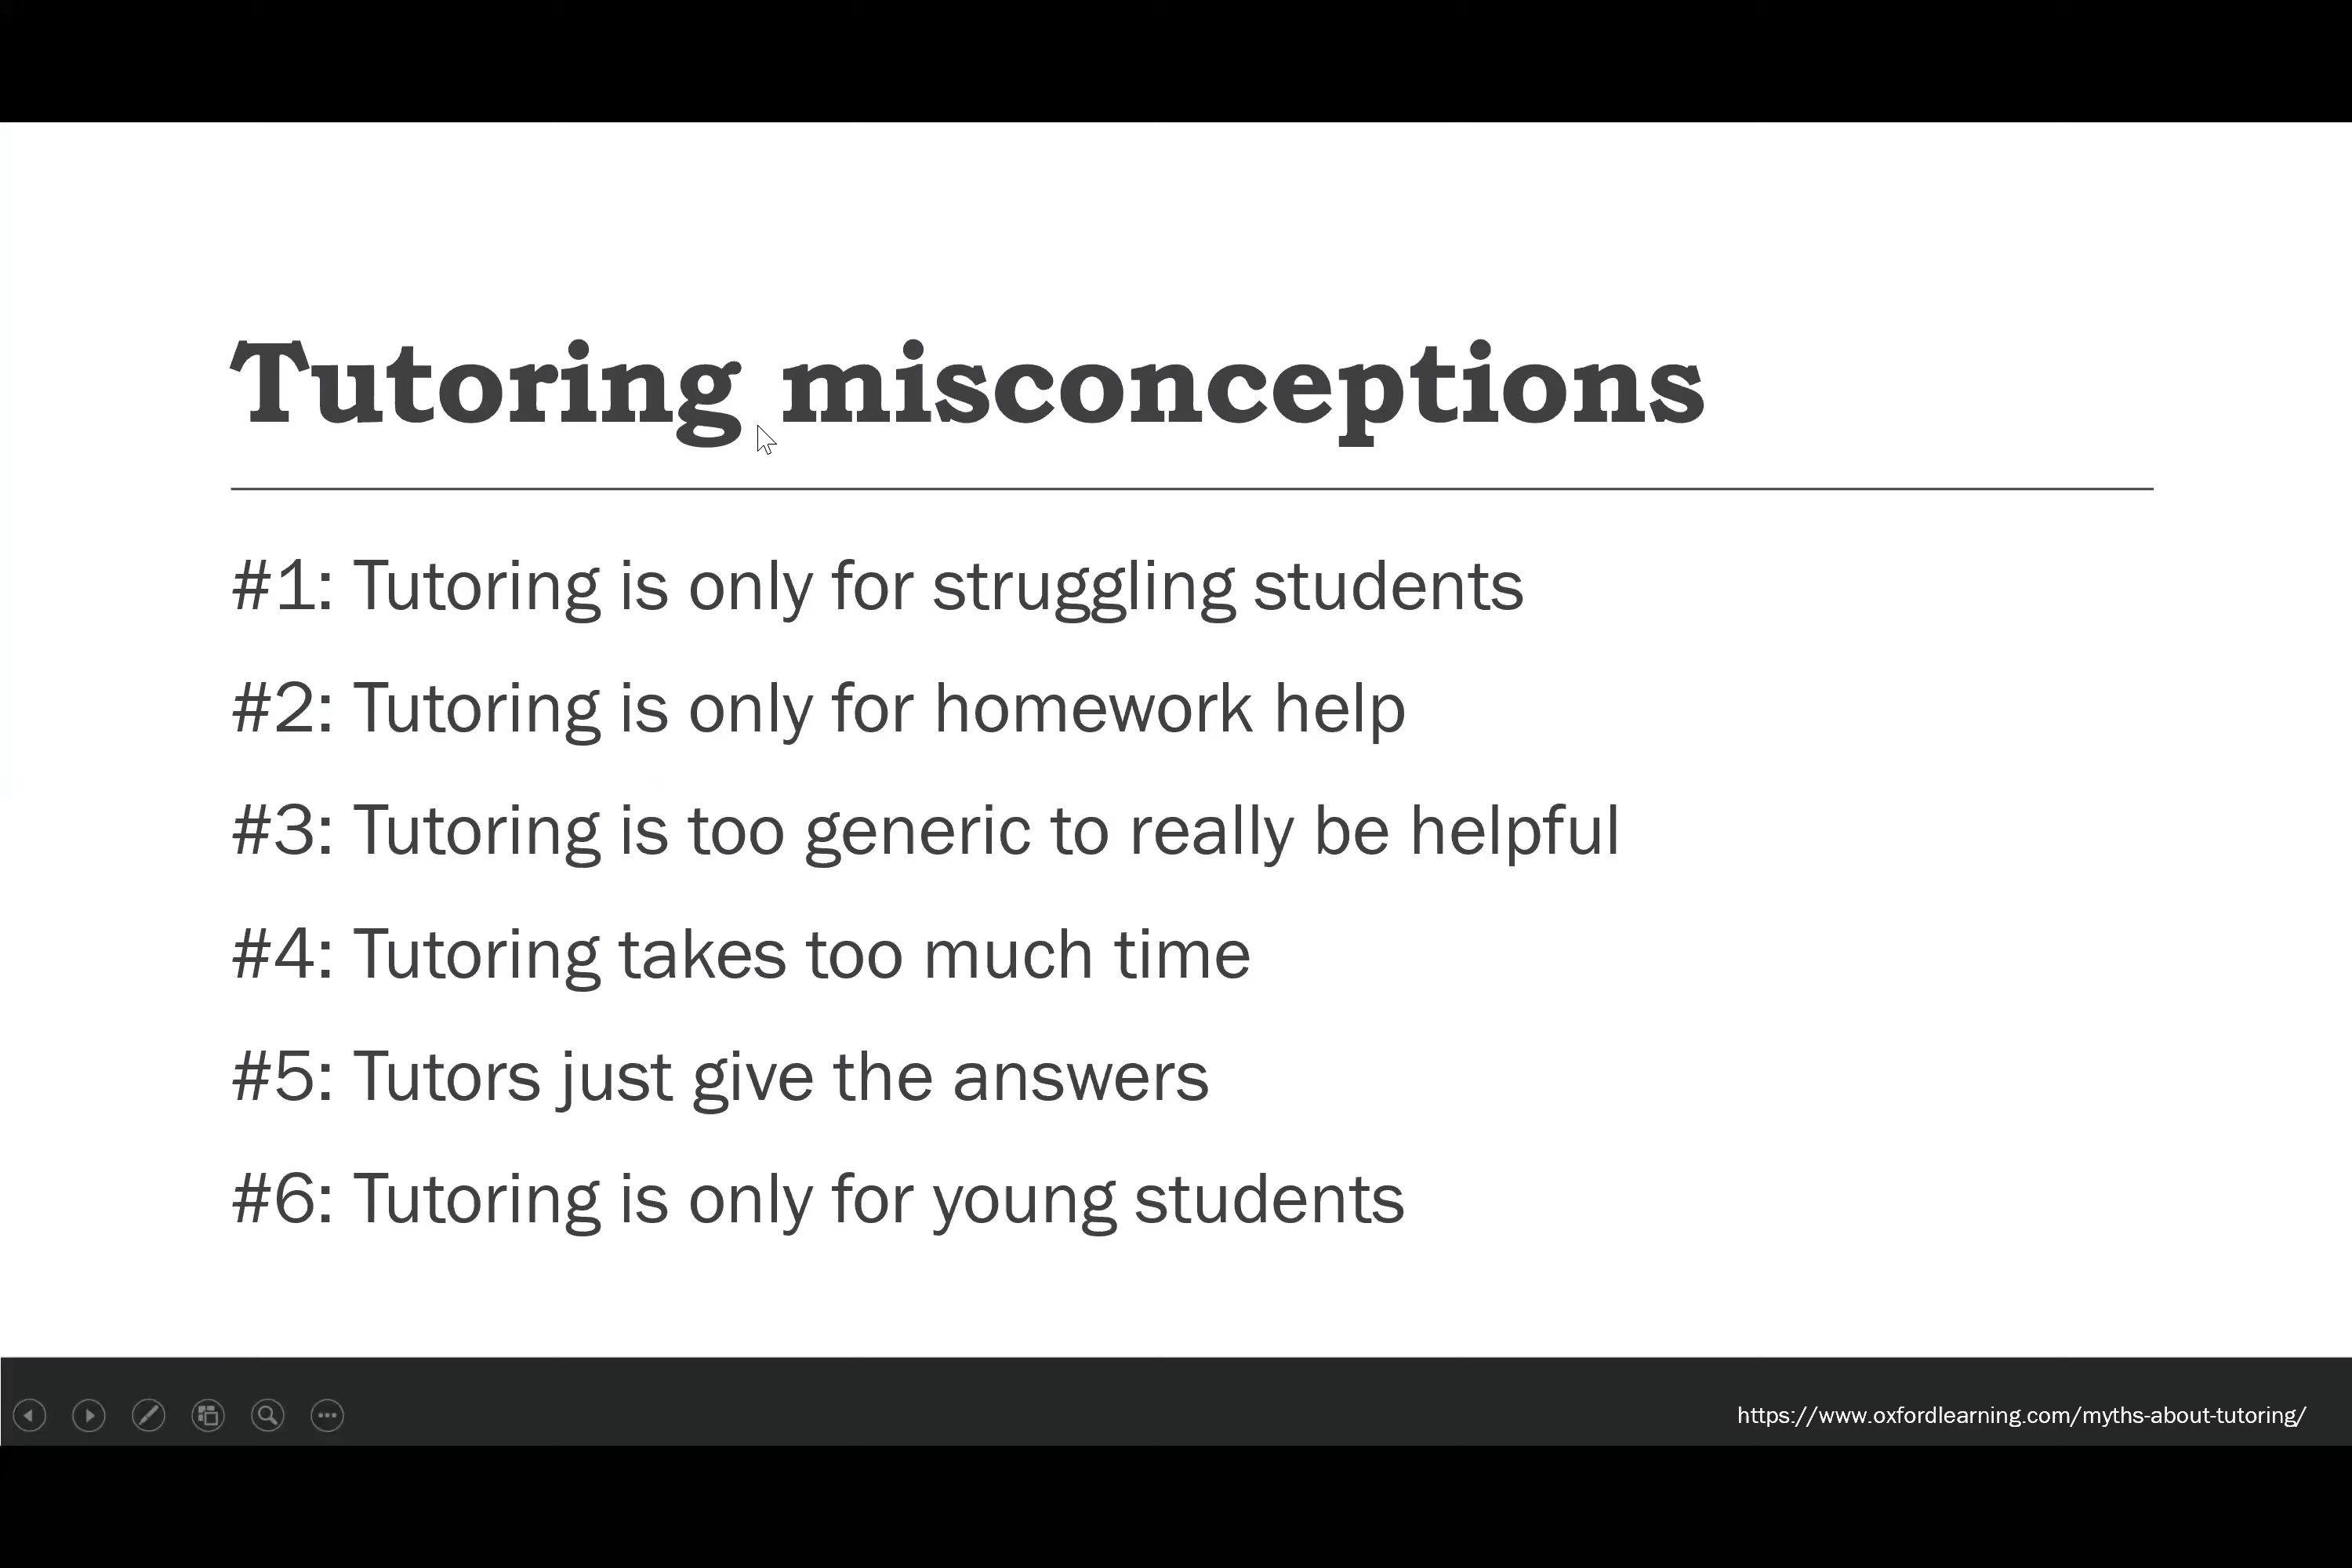 Tutoring misconceptions
#1: Tutoring is only for struggling students
#2: Tutoring is only for homework help
#3: Tutoring is too generic to really be helpful
#4: Tutoring takes too much time
#5: Tutors just give the answers
#6: Tutoring is only for young students
https://www.oxfordlearning.com/myths-about-tutoring/